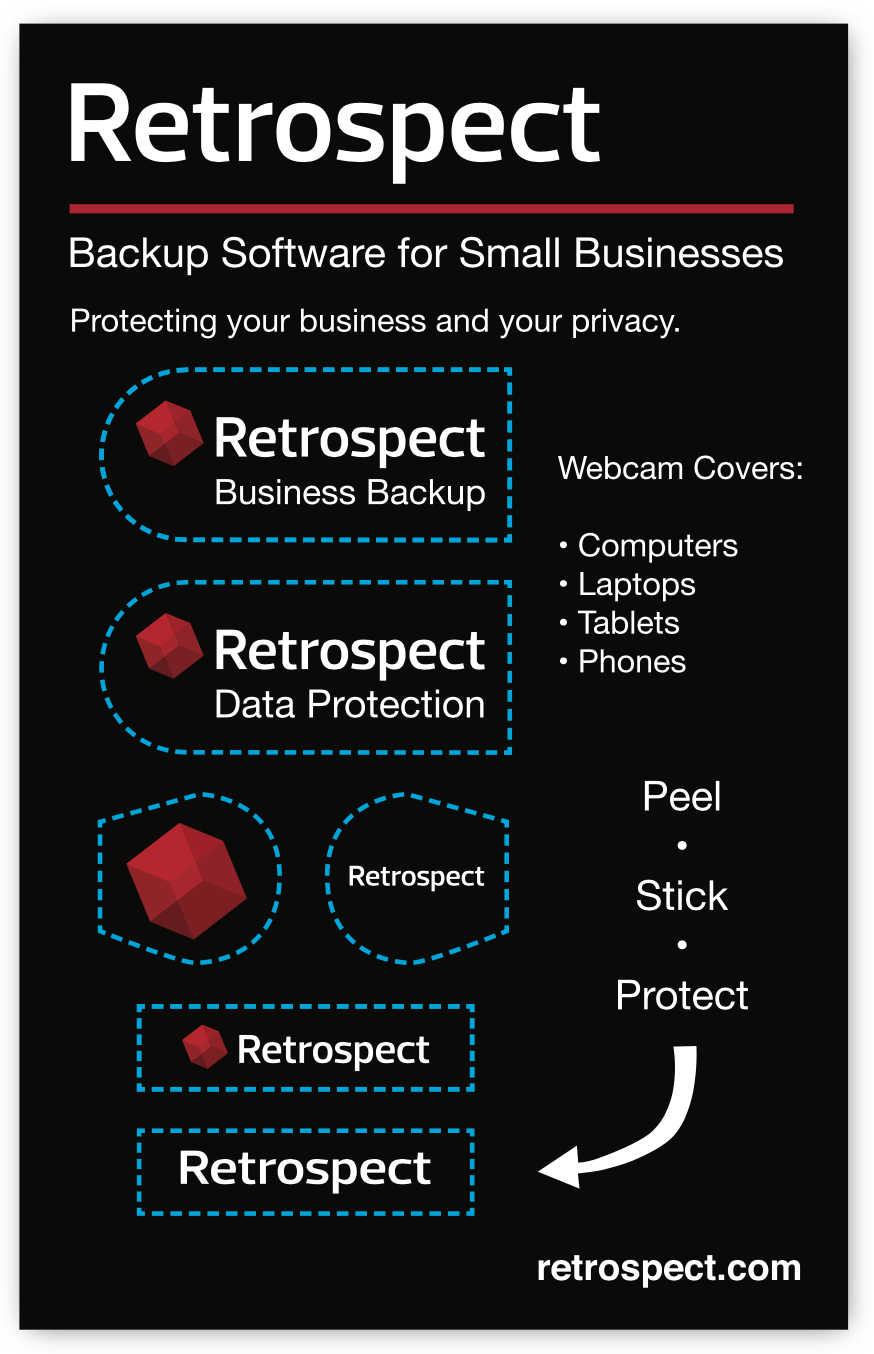 Retrospect
Backup Software for Small Businesses
Protecting your business and your privacy.
Retrospect
Business Backup
Retrospect
Data Protection
Retrospect
Retrospect
Retrospect
Webcam Covers:
• Computers
• Laptops
• Tablets
• Phones
Peel
•
Stick
•
Protect
retrospect.com